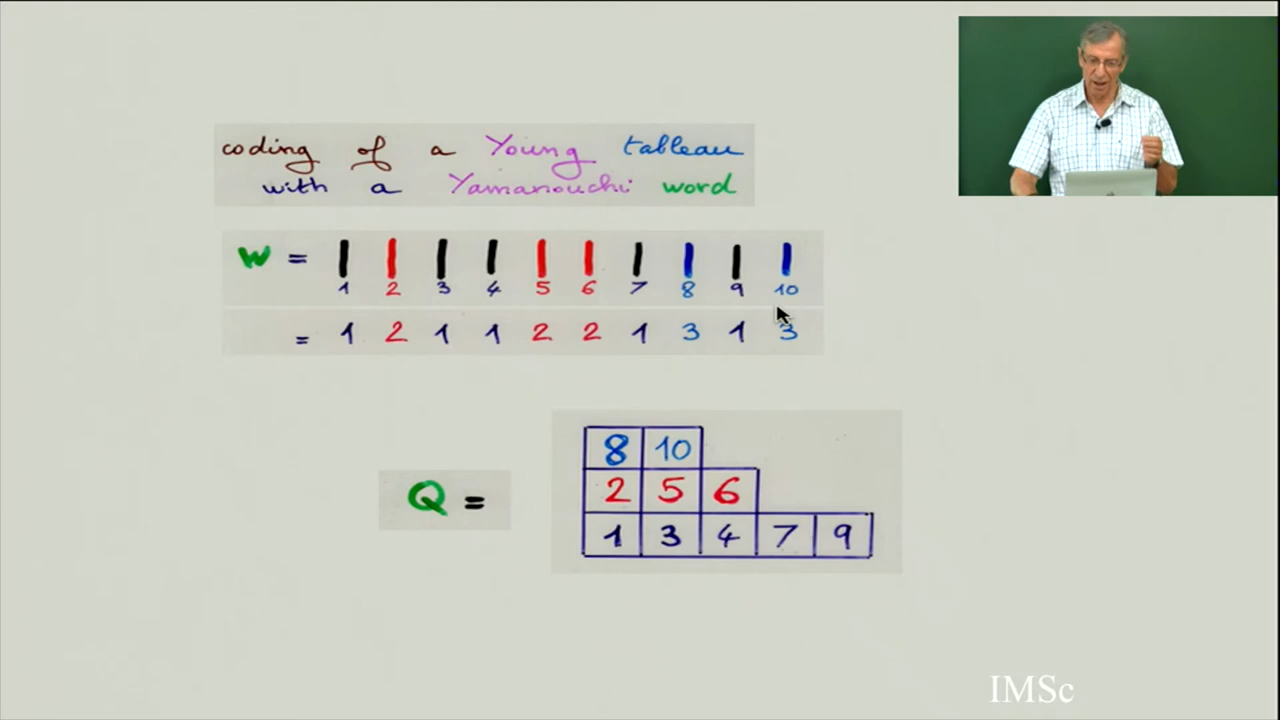 coding of a Young tableau
with a Yamanouchi word
w =
1 2 3 4 5 6 7 8 9 10
= 1 2 1 1 2 2 1 3 1 3
Q =
8 10
2 5 6
1 3 4 7 9
IMSc